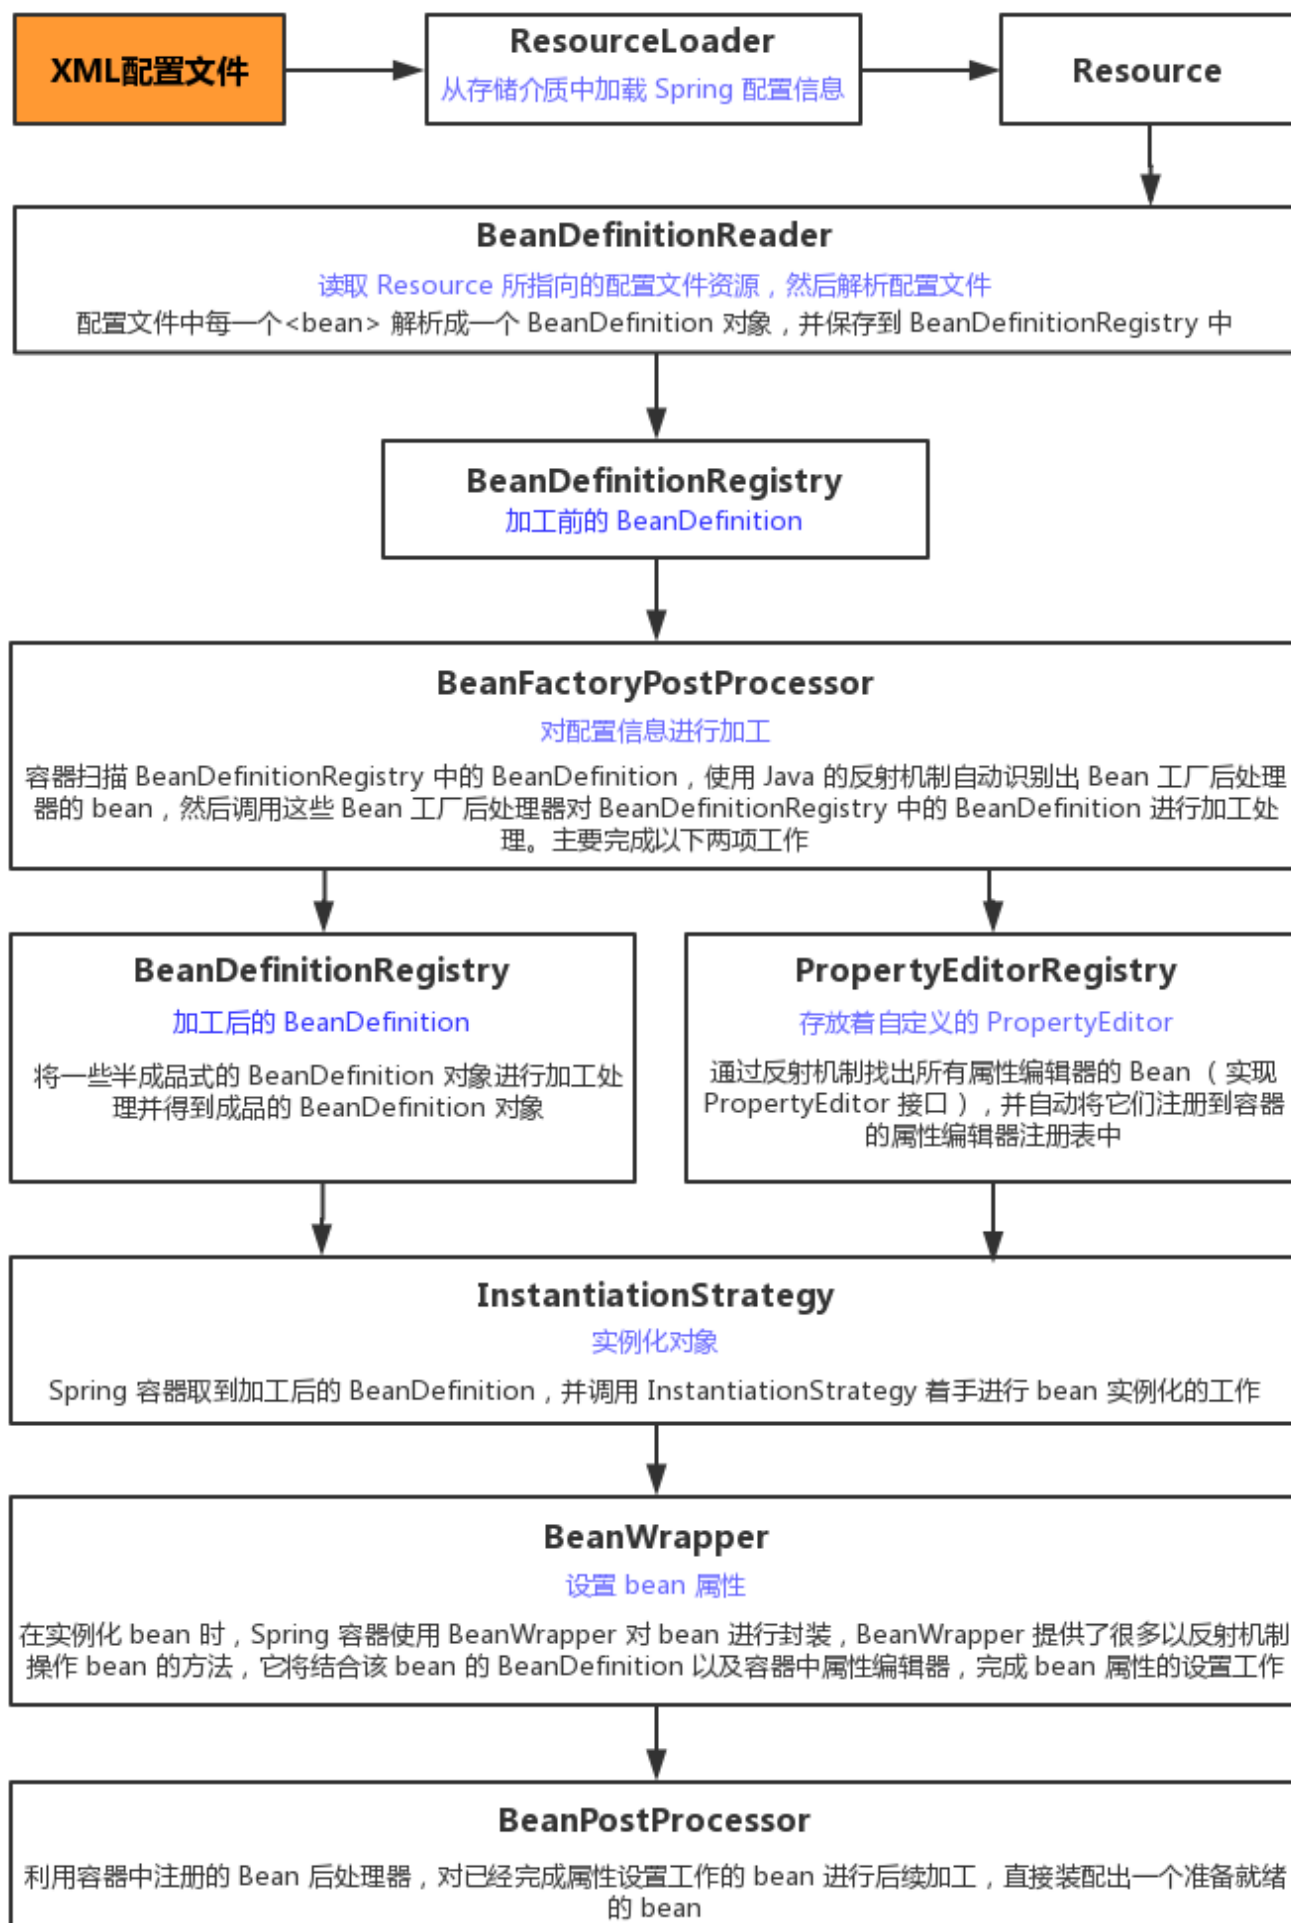 XML配置文件
ResourceLoader
从存储介质中加载 Spring 配置信息
Resource
BeanDefinitionReader
读取 Resource 所指向的配置文件资源，然后解析配置文件
配置文件中每一个<bean> 解析成一个 BeanDefinition 对象，并保存到 BeanDefinitionRegistry 中
BeanDefinitionRegistry
加工前的 BeanDefinition
BeanFactoryPostProcessor
对配置信息进行加工
容器扫描 BeanDefinitionRegistry 中的 BeanDefinition，使用 Java 的反射机制自动识别出 Bean 工厂后处理
器的 bean，然后调用这些 Bean 工厂后处理器对 BeanDefinitionRegistry 中的 BeanDefinition 进行加工处
理。主要完成以下两项工作
BeanDefinitionRegistry
加工后的 BeanDefinition
将一些半成品式的 BeanDefinition 对象进行加工处
理并得到成品的 BeanDefinition 对象
PropertyEditorRegistry
存放着自定义的 PropertyEditor
通过反射机制找出所有属性编辑器的 Bean（实现
PropertyEditor 接口），并自动将它们注册到容器
的属性编辑器注册表中
InstantiationStrategy
实例化对象
Spring 容器取到加工后的 BeanDefinition，并调用 InstantiationStrategy 着手进行 bean 实例化的工作
BeanWrapper
设置 bean 属性
在实例化 bean 时，Spring 容器使用 BeanWrapper 对 bean 进行封装，BeanWrapper 提供了很多以反射机制
操作 bean 的方法，它将结合该 bean 的 BeanDefinition 以及容器中属性编辑器，完成 bean 属性的设置工作
BeanPostProcessor
利用容器中注册的 Bean 后处理器，对已经完成属性设置工作的 bean 进行后续加工，直接装配出一个准备就绪
的 bean